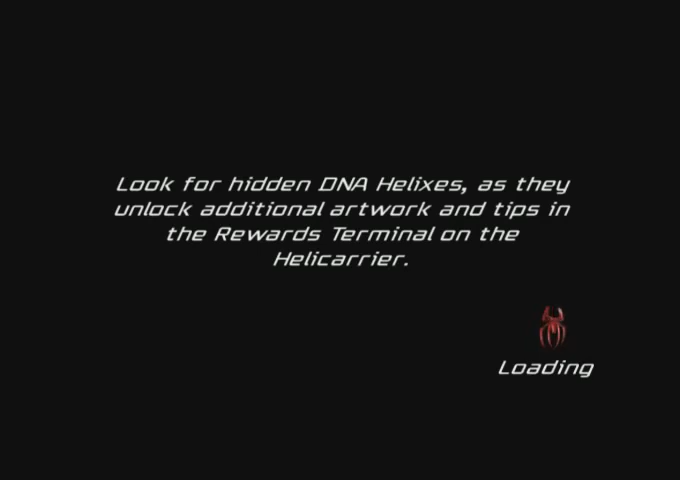 Look for hidden DNA Helixes, as they
unlock additional artwork and tips in
the Rewards Terminal on the
Helicarrier.
Loading